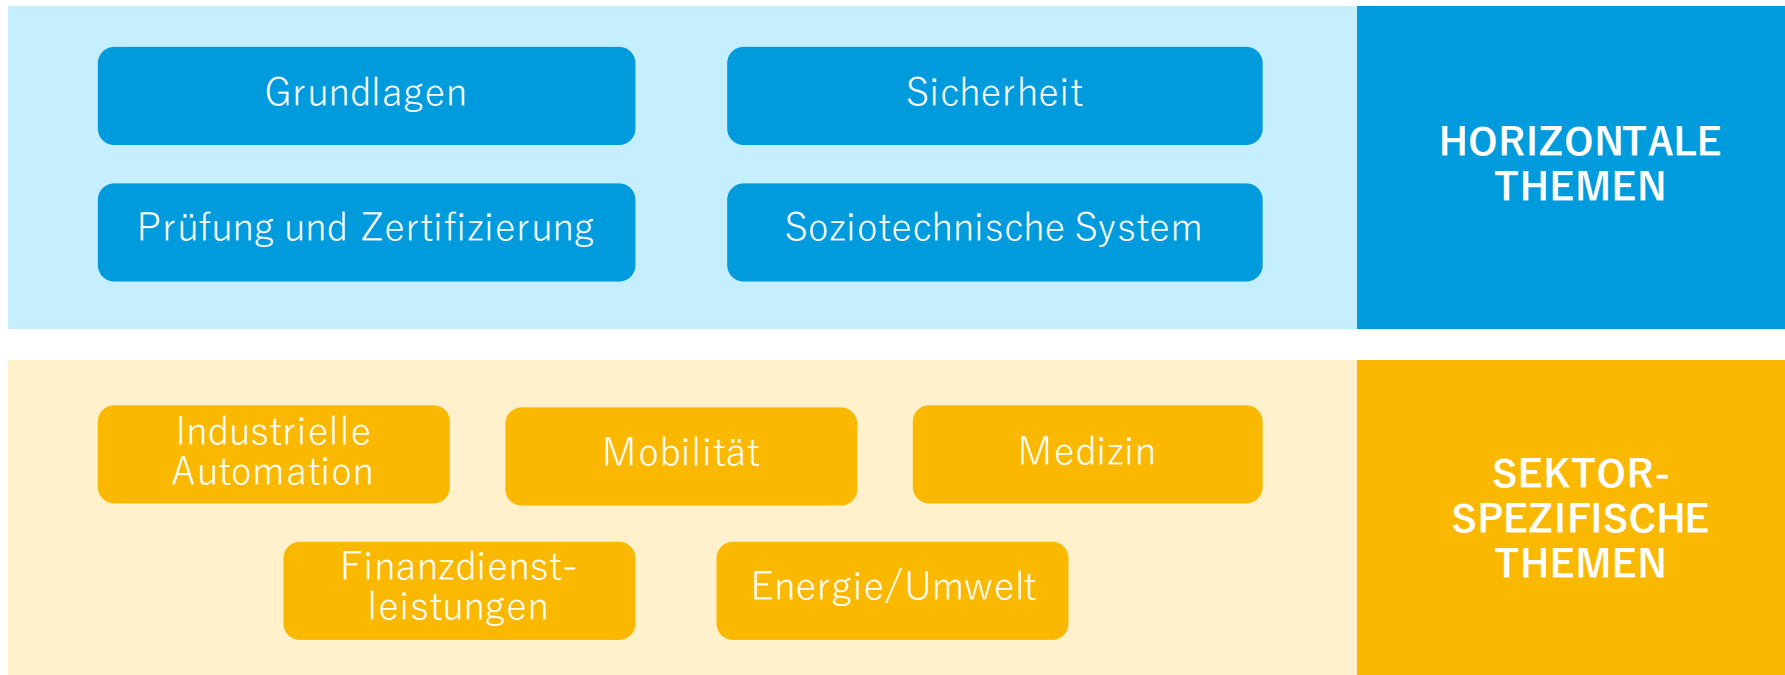 Grundlagen
Sicherheit
Prüfung und Zertifizierung
Soziotechnische System
HORIZONTALE
THEMEN
Industrielle
Automation
Mobilität
Medizin
Finanzdienst-
leistungen
Energie/Umwelt
SEKTOR-
SPEZIFISCHE
THEMEN